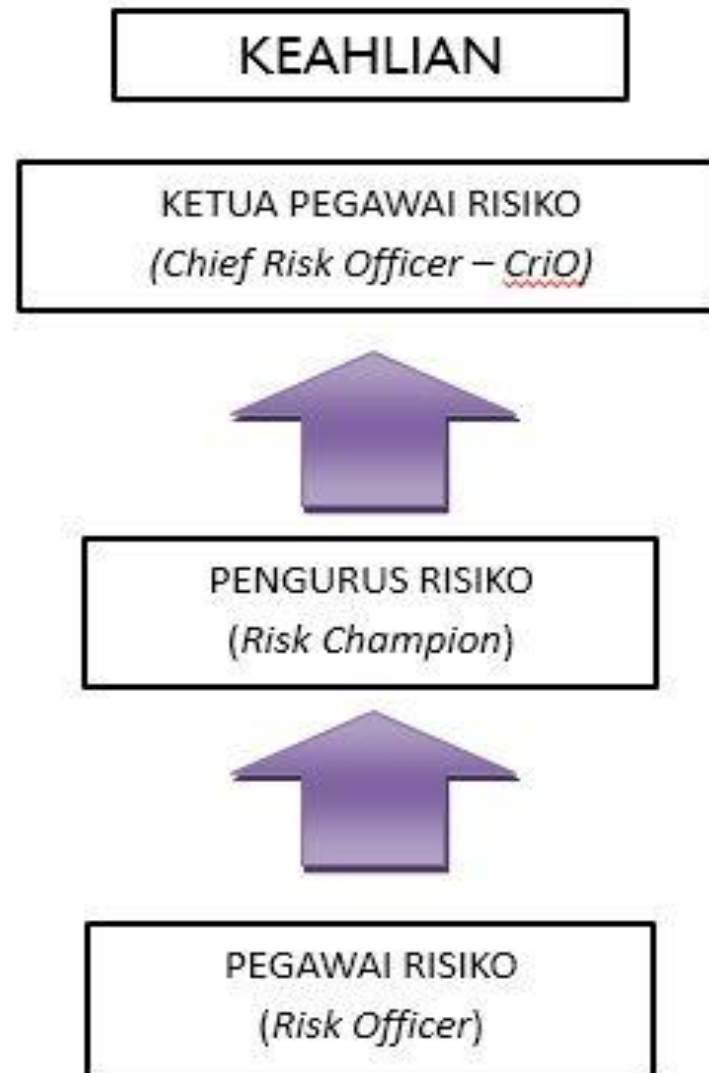 KEAHLIAN
KETUA PEGAWAI RISIKO
(Chief Risk Officer – CriO)
PENGURUS RISIKO
(Risk Champion)
PEGAWAI RISIKO
(Risk Officer)